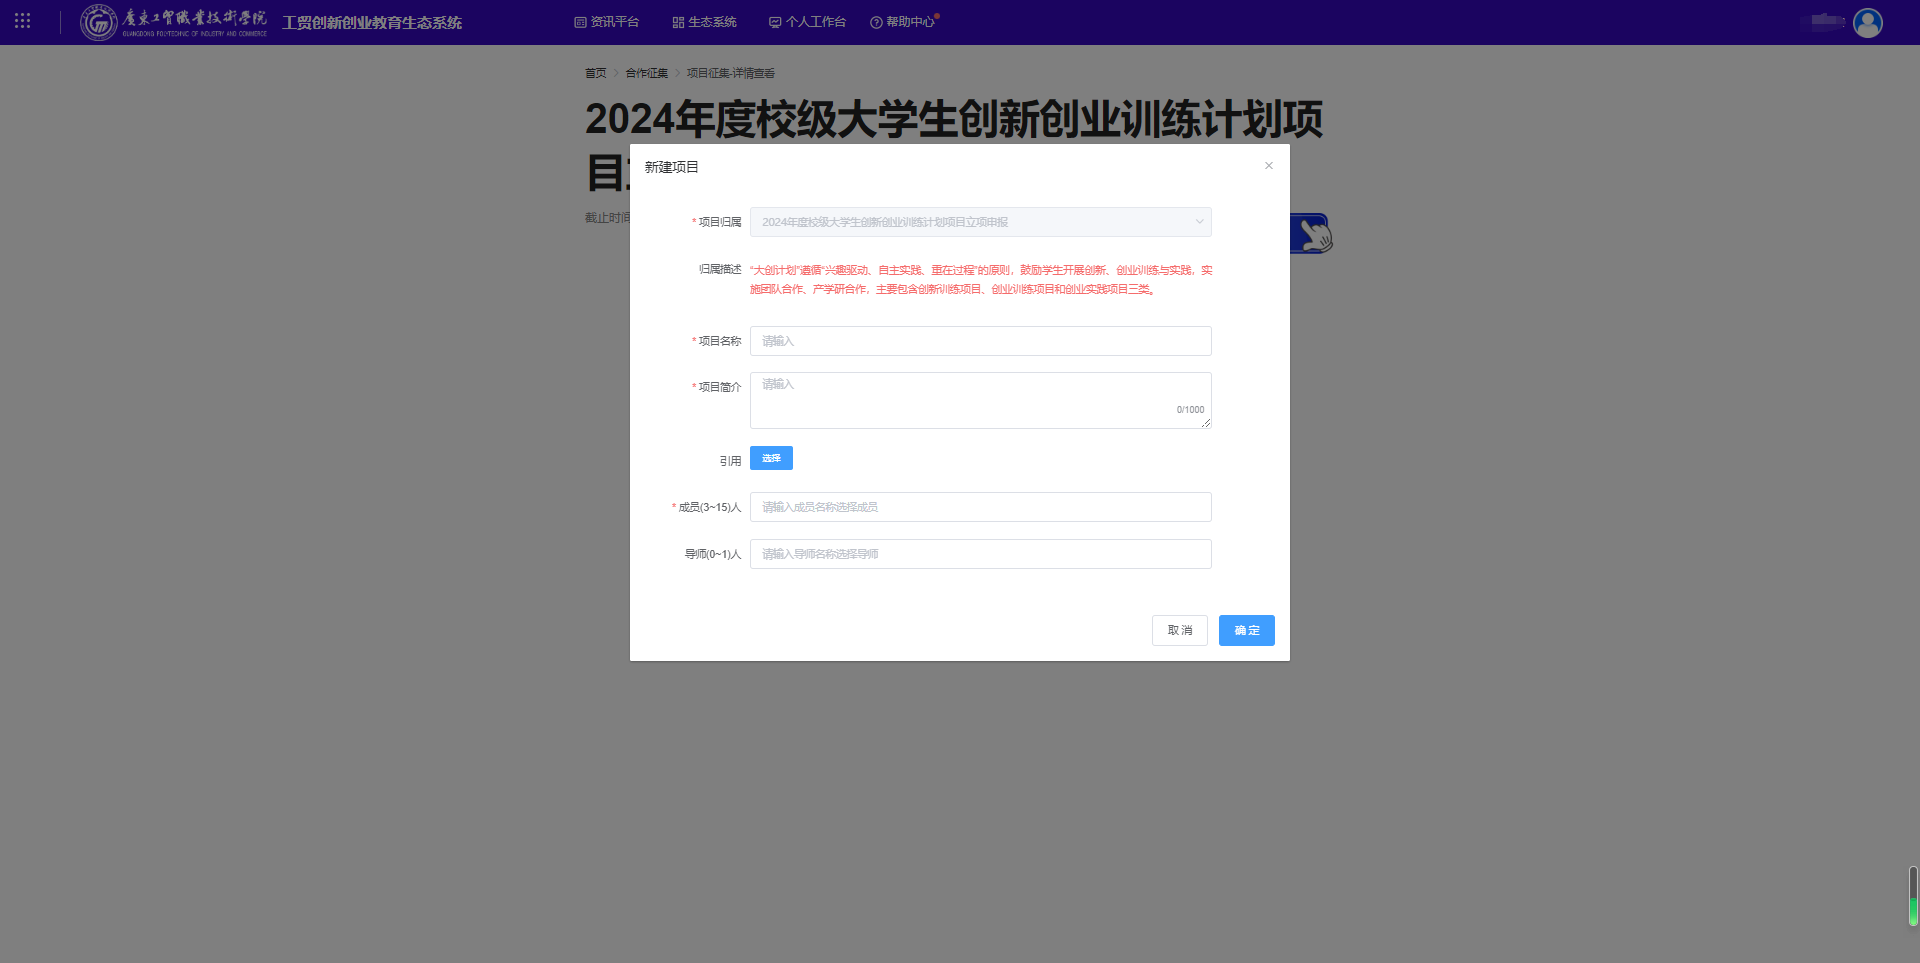 廣東工貿職業技術學院
GUANGDONG POLYTECHNIC OF INDUSTRY AND COMMERCE
工贸创新创业教育生态系统
资讯平台
生态系统
个人工作台
帮助中心
首页 > 合作征集 > 项目征集-详情查看
2024年度校级大学生创新创业训练计划项
目
截止时间
新建项目
* 项目归属 2024年度校级大学生创新创业训练计划项目立项申报
归属描述 “大创计划”遵循“兴趣驱动、自主实践、重在过程”的原则，鼓励学生开展创新、创业训练与实践，实
施团队合作、产学研合作，主要包含创新训练项目、创业训练项目和创业实践项目三类。
* 项目名称 请输入
* 项目简介 请输入
0/1000
引用 选择
* 成员(3~15)人 请输入成员名称选择成员
导师(0~1)人 请输入导师名称选择导师
取消 确定